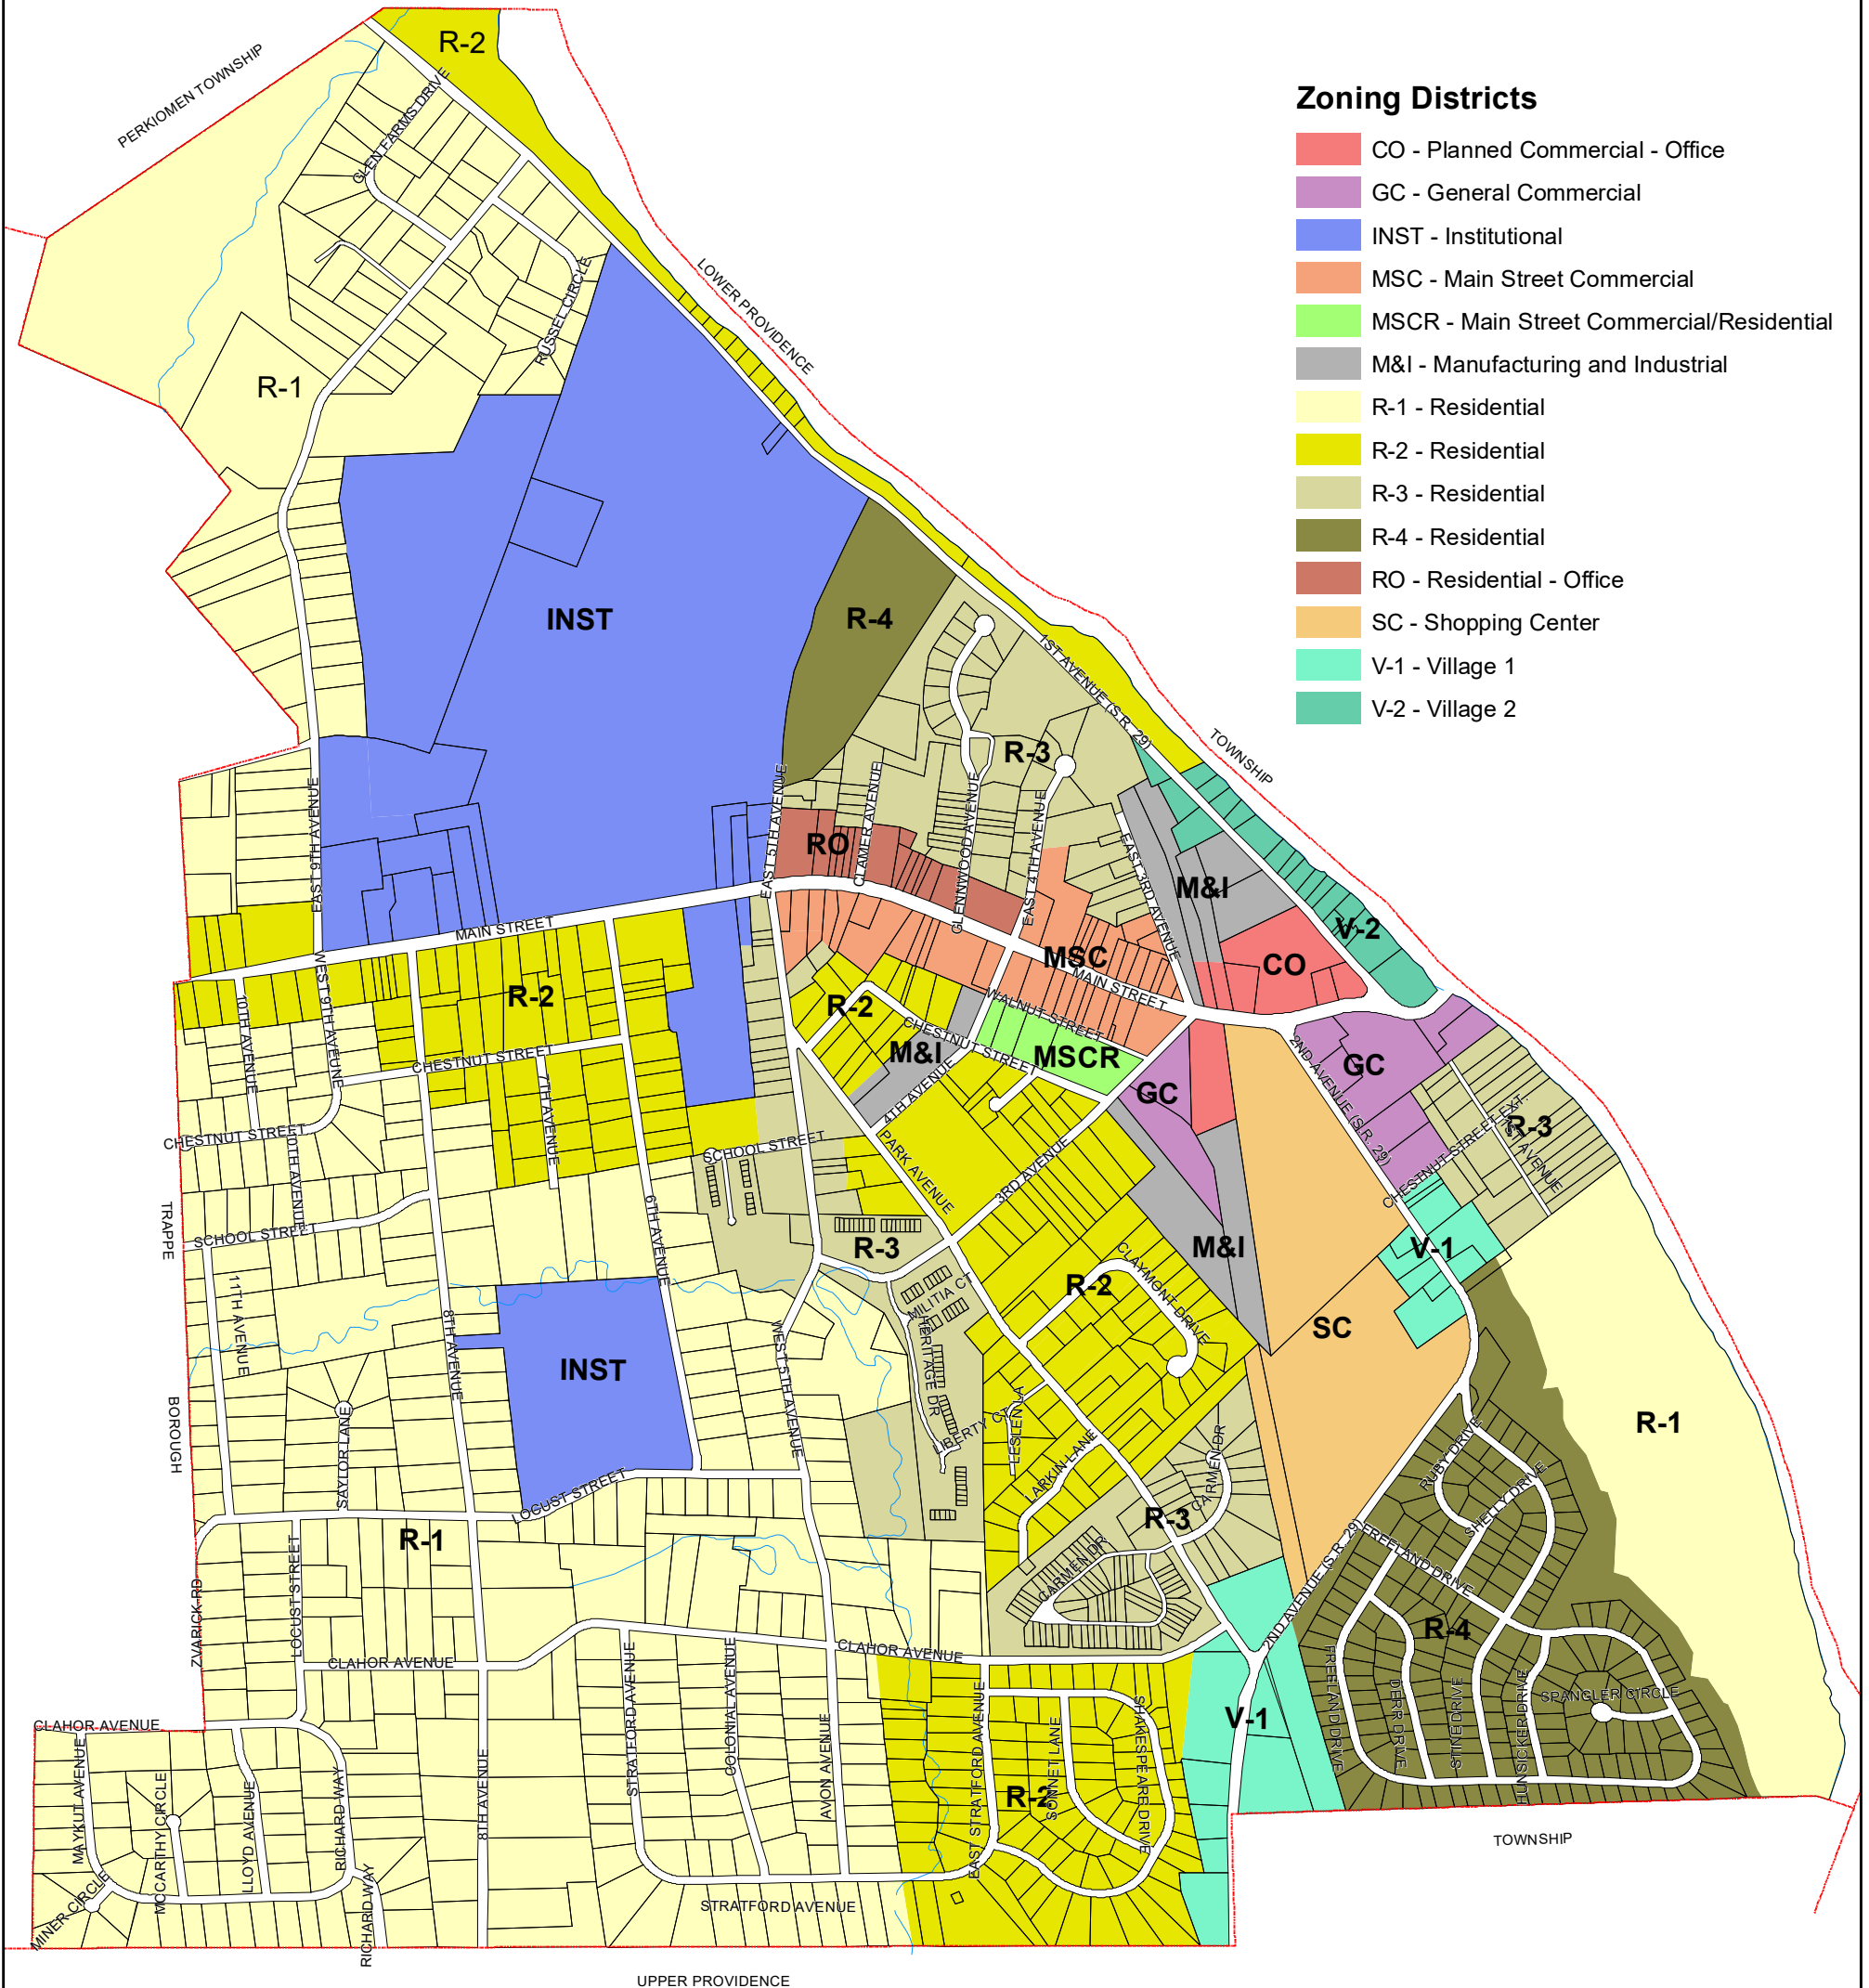 R-2
PERKIOMEN TOWNSHIP
GLEN FARMS DRIVE
Zoning Districts
CO - Planned Commercial - Office
GC - General Commercial
INST - Institutional
MSC - Main Street Commercial
MSCR - Main Street Commercial/Residential
M&I - Manufacturing and Industrial
R-1 - Residential
R-2 - Residential
R-3 - Residential
R-4 - Residential
RO - Residential - Office
SC - Shopping Center
V-1 - Village 1
V-2 - Village 2
LOWER PROVIDENCE
RUSSEL CIRCLE
R-1
INST
R-4
1ST AVENUE (S.R. 29)
R-3
TOWNSHIP
EAST 9TH AVENUE
EAST 5TH AVENUE
CLAMER AVENUE
GLENNWOOD AVENUE
EAST 4TH AVENUE
EAST 3RD AVENUE
RO
M&I
V-2
MAIN STREET
MSC
MAIN STREET
CO
WEST 9TH AVEUNE
10TH AVENUE
R-2
R-2
WALNUT STREET
CHESTNUT STREET
M&I
MSCR
CHESTNUT STREET
7TH AVENUE
4TH AVENUE
GC
GC
2ND AVENUE (S.R. 29)
CHESTNUT STREET EXT.
R-3
1ST AVENUE
CHESTNUT STREET
10TH AVENUE
SCHOOL STREET
PARK AVENUE
3RD AVENUE
TRAPPE
SCHOOL STREET
6TH AVENUE
R-3
M&I
V-1
R-2
CLAYMONT DRIVE
11TH AVENUE
8TH AVENUE
MILITIA CT
HERITAGE DR
WEST 5TH AVENUE
SC
INST
BOROUGH
SAYLOR LANE
LIBERTY CT
LESLEN LA
LARKIN LANE
CARMEN DR
R-1
RUBY DRIVE
SHELLY DRIVE
LOCUST STREET
R-1
R-3
CARMEN DR
2ND AVENUE (S.R. 29)
FREELAND DRIVE
ZVARICK RD
LOCUST STREET
R-4
CLAHOR AVENUE
CLAHOR AVENUE
STRATFORD AVENUE
COLONIAL AVENUE
AVON AVENUE
EAST STRATFORD AVENUE
SONNET LANE
SHAKESPEARE DRIVE
V-1
FREELAND DRIVE
DERR DRIVE
STINE DRIVE
HUNSICKER DRIVE
SPANGLER CIRCLE
CLAHOR AVENUE
MAYKUT AVENUE
MCCARTHY CIRCLE
LLOYD AVENUE
RICHARD WAY
8TH AVENUE
R-2
TOWNSHIP
MINER CIRCLE
RICHARD WAY
STRATFORD AVENUE
UPPER PROVIDENCE